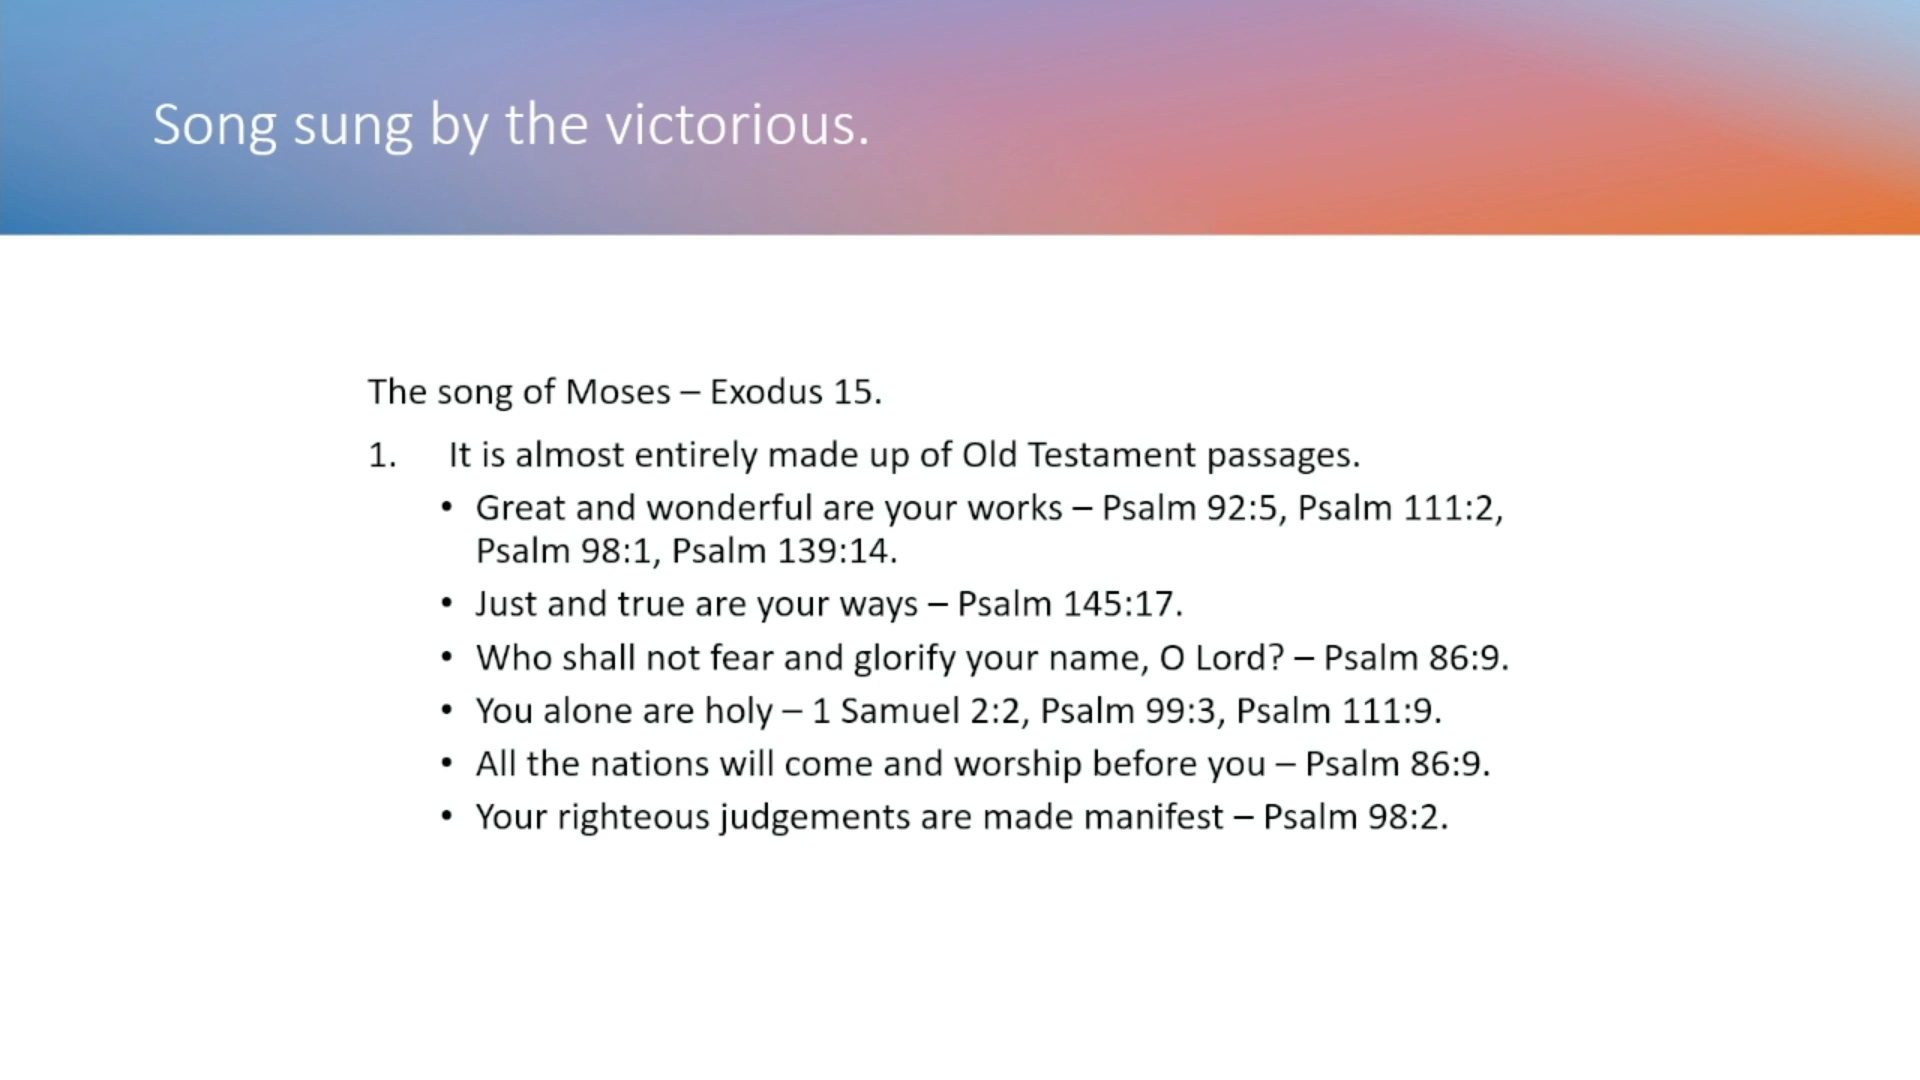 Song sung by the victorious.
The song of Moses – Exodus 15.
1. It is almost entirely made up of Old Testament passages.
• Great and wonderful are your works – Psalm 92:5, Psalm 111:2,
Psalm 98:1, Psalm 139:14.
• Just and true are your ways – Psalm 145:17.
• Who shall not fear and glorify your name, O Lord? – Psalm 86:9.
• You alone are holy – 1 Samuel 2:2, Psalm 99:3, Psalm 111:9.
• All the nations will come and worship before you – Psalm 86:9.
• Your righteous judgements are made manifest – Psalm 98:2.